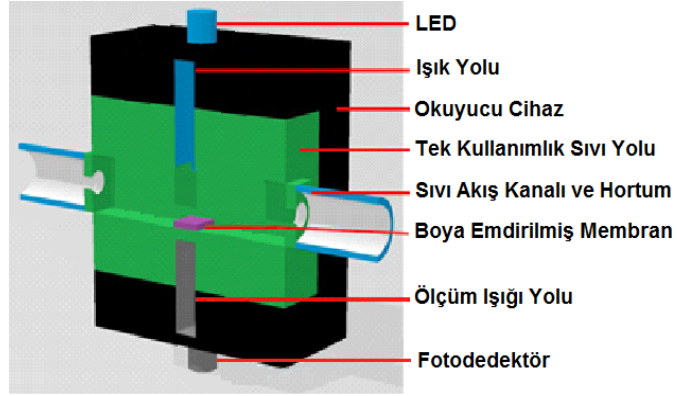 LED
Işık Yolu
Okuyucu Cihaz
Tek Kullanımlık Sıvı Yolu
Sıvı Akış Kanalı ve Hortum
Boya Emdirilmiş Membran
Ölçüm Işığı Yolu
Fotodedektör